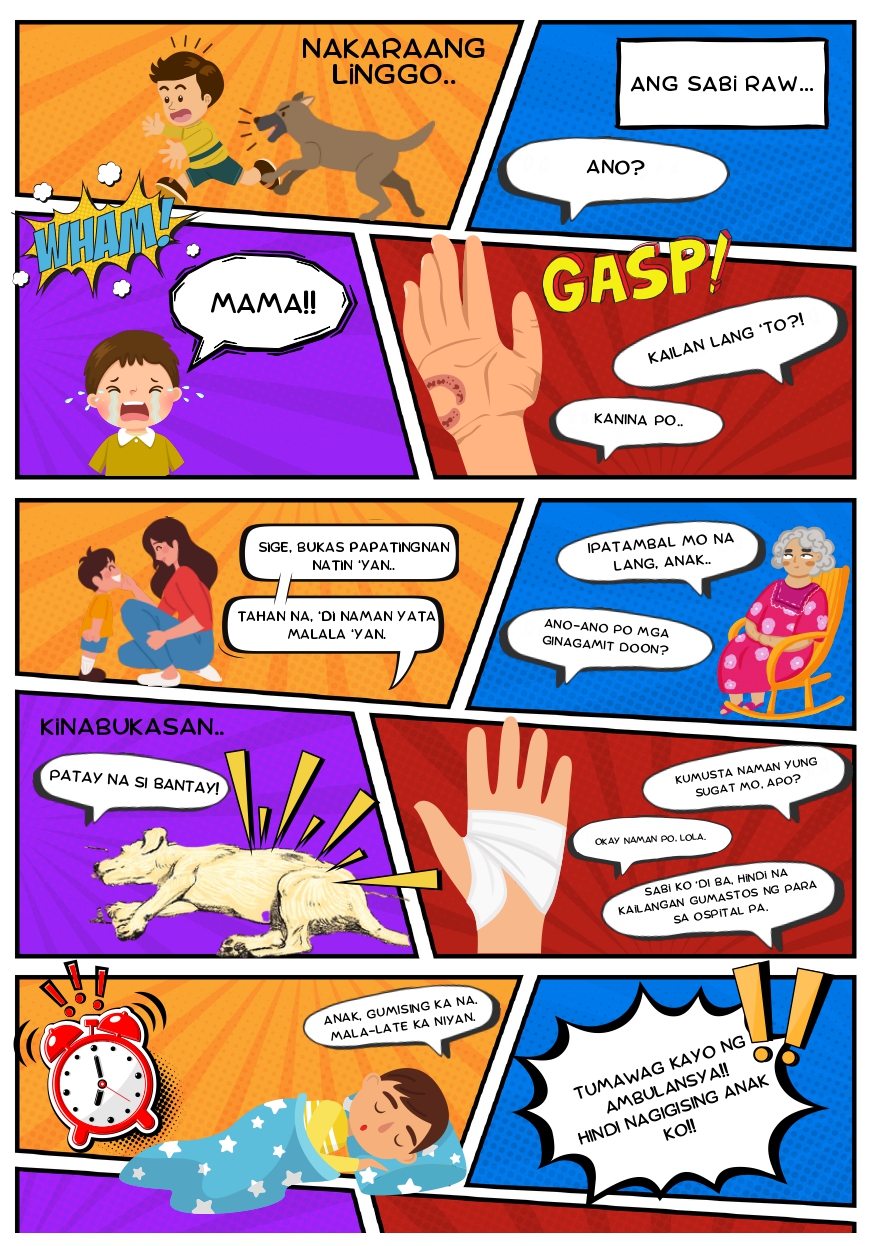 NAKARAANG
LINGGO..
ANG SABI RAW...
ANO?
WHAM!
MAMA!!
GASP!
KAILAN LANG 'TO?!
KANINA PO..
SIGE, BUKAS PAPATINGNAN
NATIN 'YAN..
TAHAN NA, 'DI NAMAN YATA
MALALA 'YAN.
IPATAMBAL MO NA
LANG, ANAK..
ANO-ANO PO MGA
GINAGAMIT DOON?
KINABUKASAN..
PATAY NA SI BANTAY!
KUMUSTA NAMAN YUNG
SUGAT MO, APO?
OKAY NAMAN PO, LOLA.
SABI KO 'DI BA, HINDI NA
KAILANGAN GUMASTOS NG PARA
SA OSPITAL PA.
ANAK, GUMISING KA NA.
MALA-LATE KA NIYAN.
TUMAWAG KAYO NG
AMBULANSYA!!
HINDI NAGIGISING ANAK
KO!!